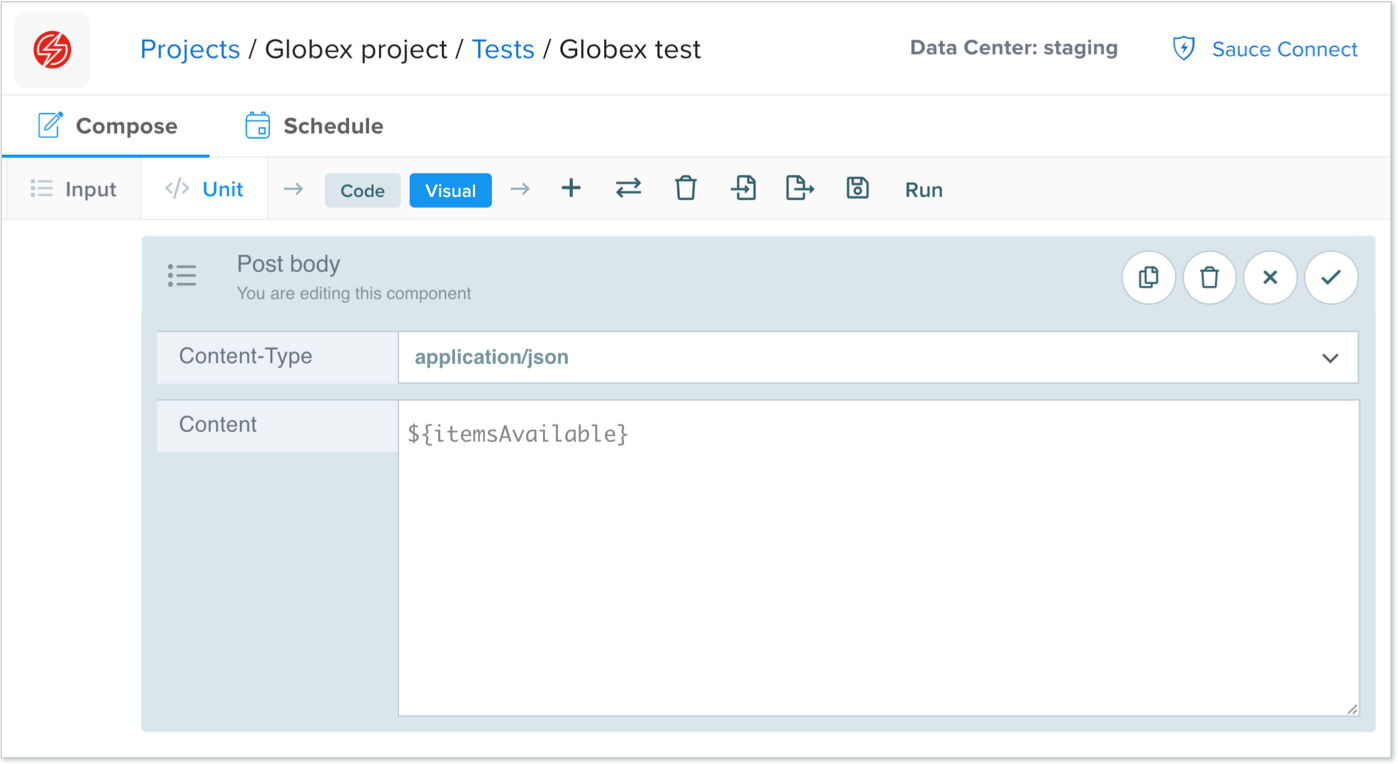 Projects / Globex project / Tests / Globex test
Data Center: staging
Sauce Connect
Compose
Schedule
Input
</> Unit
Code
Visual
Run
Post body
You are editing this component
Content-Type
application/json
Content
${itemsAvailable}